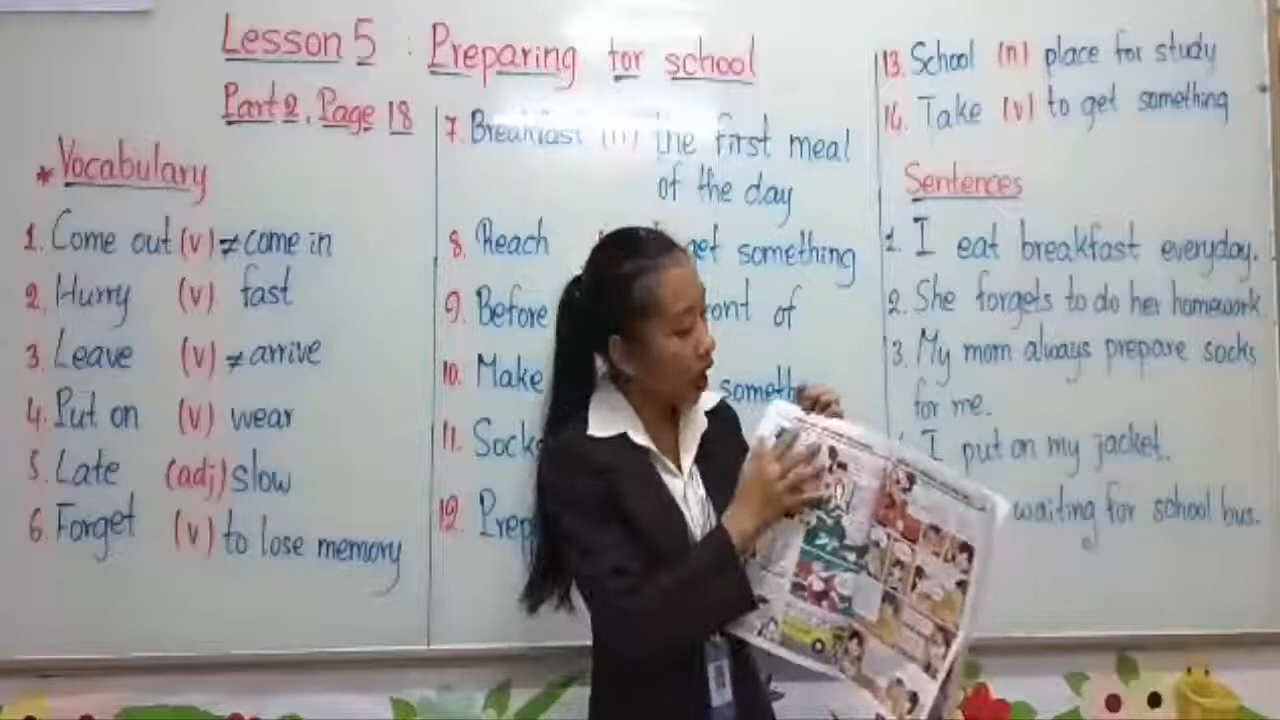 Lesson 5 : Preparing for school
Part 2, Page 18
* Vocabulary
1. Come out (v) ≠ come in
2. Hurry (v) fast
3. Leave (v) ≠ arrive
4. Put on (v) wear
5. Late (adj) slow
6. Forget (v) to lose memory
7. Breakfast (n) the first meal
of the day
8. Reach get something
9. Before of
10. Make
11.
12.
13. School (n) place for study
14. Take (v) to get something
Sentences
1. I eat breakfast everyday.
2. She forgets to do her homework.
3. My mom always prepare socks
for me.
I put on my jacket.
waiting for school bus.